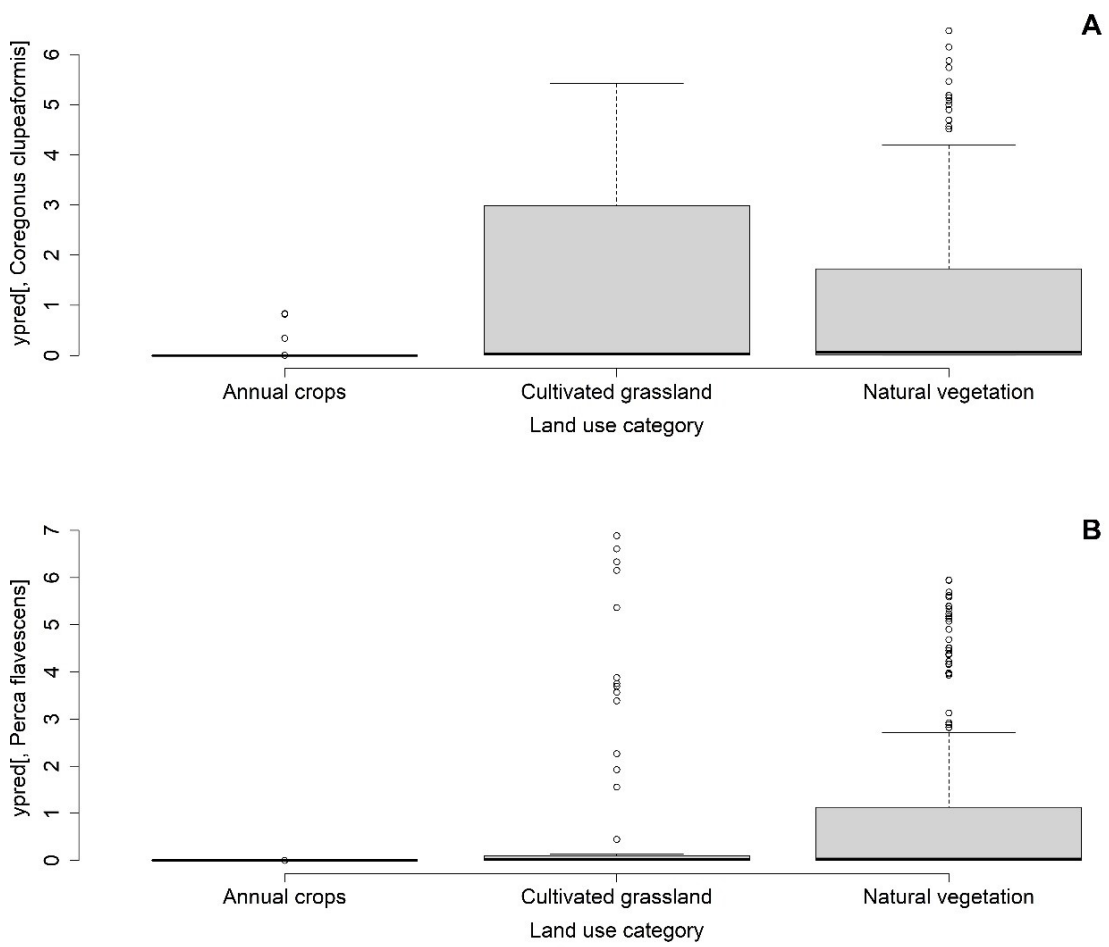 A
ypred[, Coregonus clupeaformis]
6
5
4
3
2
1
0
Annual crops Cultivated grassland Natural vegetation
Land use category
B
ypred[, Perca flavescens]
7
6
5
4
3
2
1
0
Annual crops Cultivated grassland Natural vegetation
Land use category